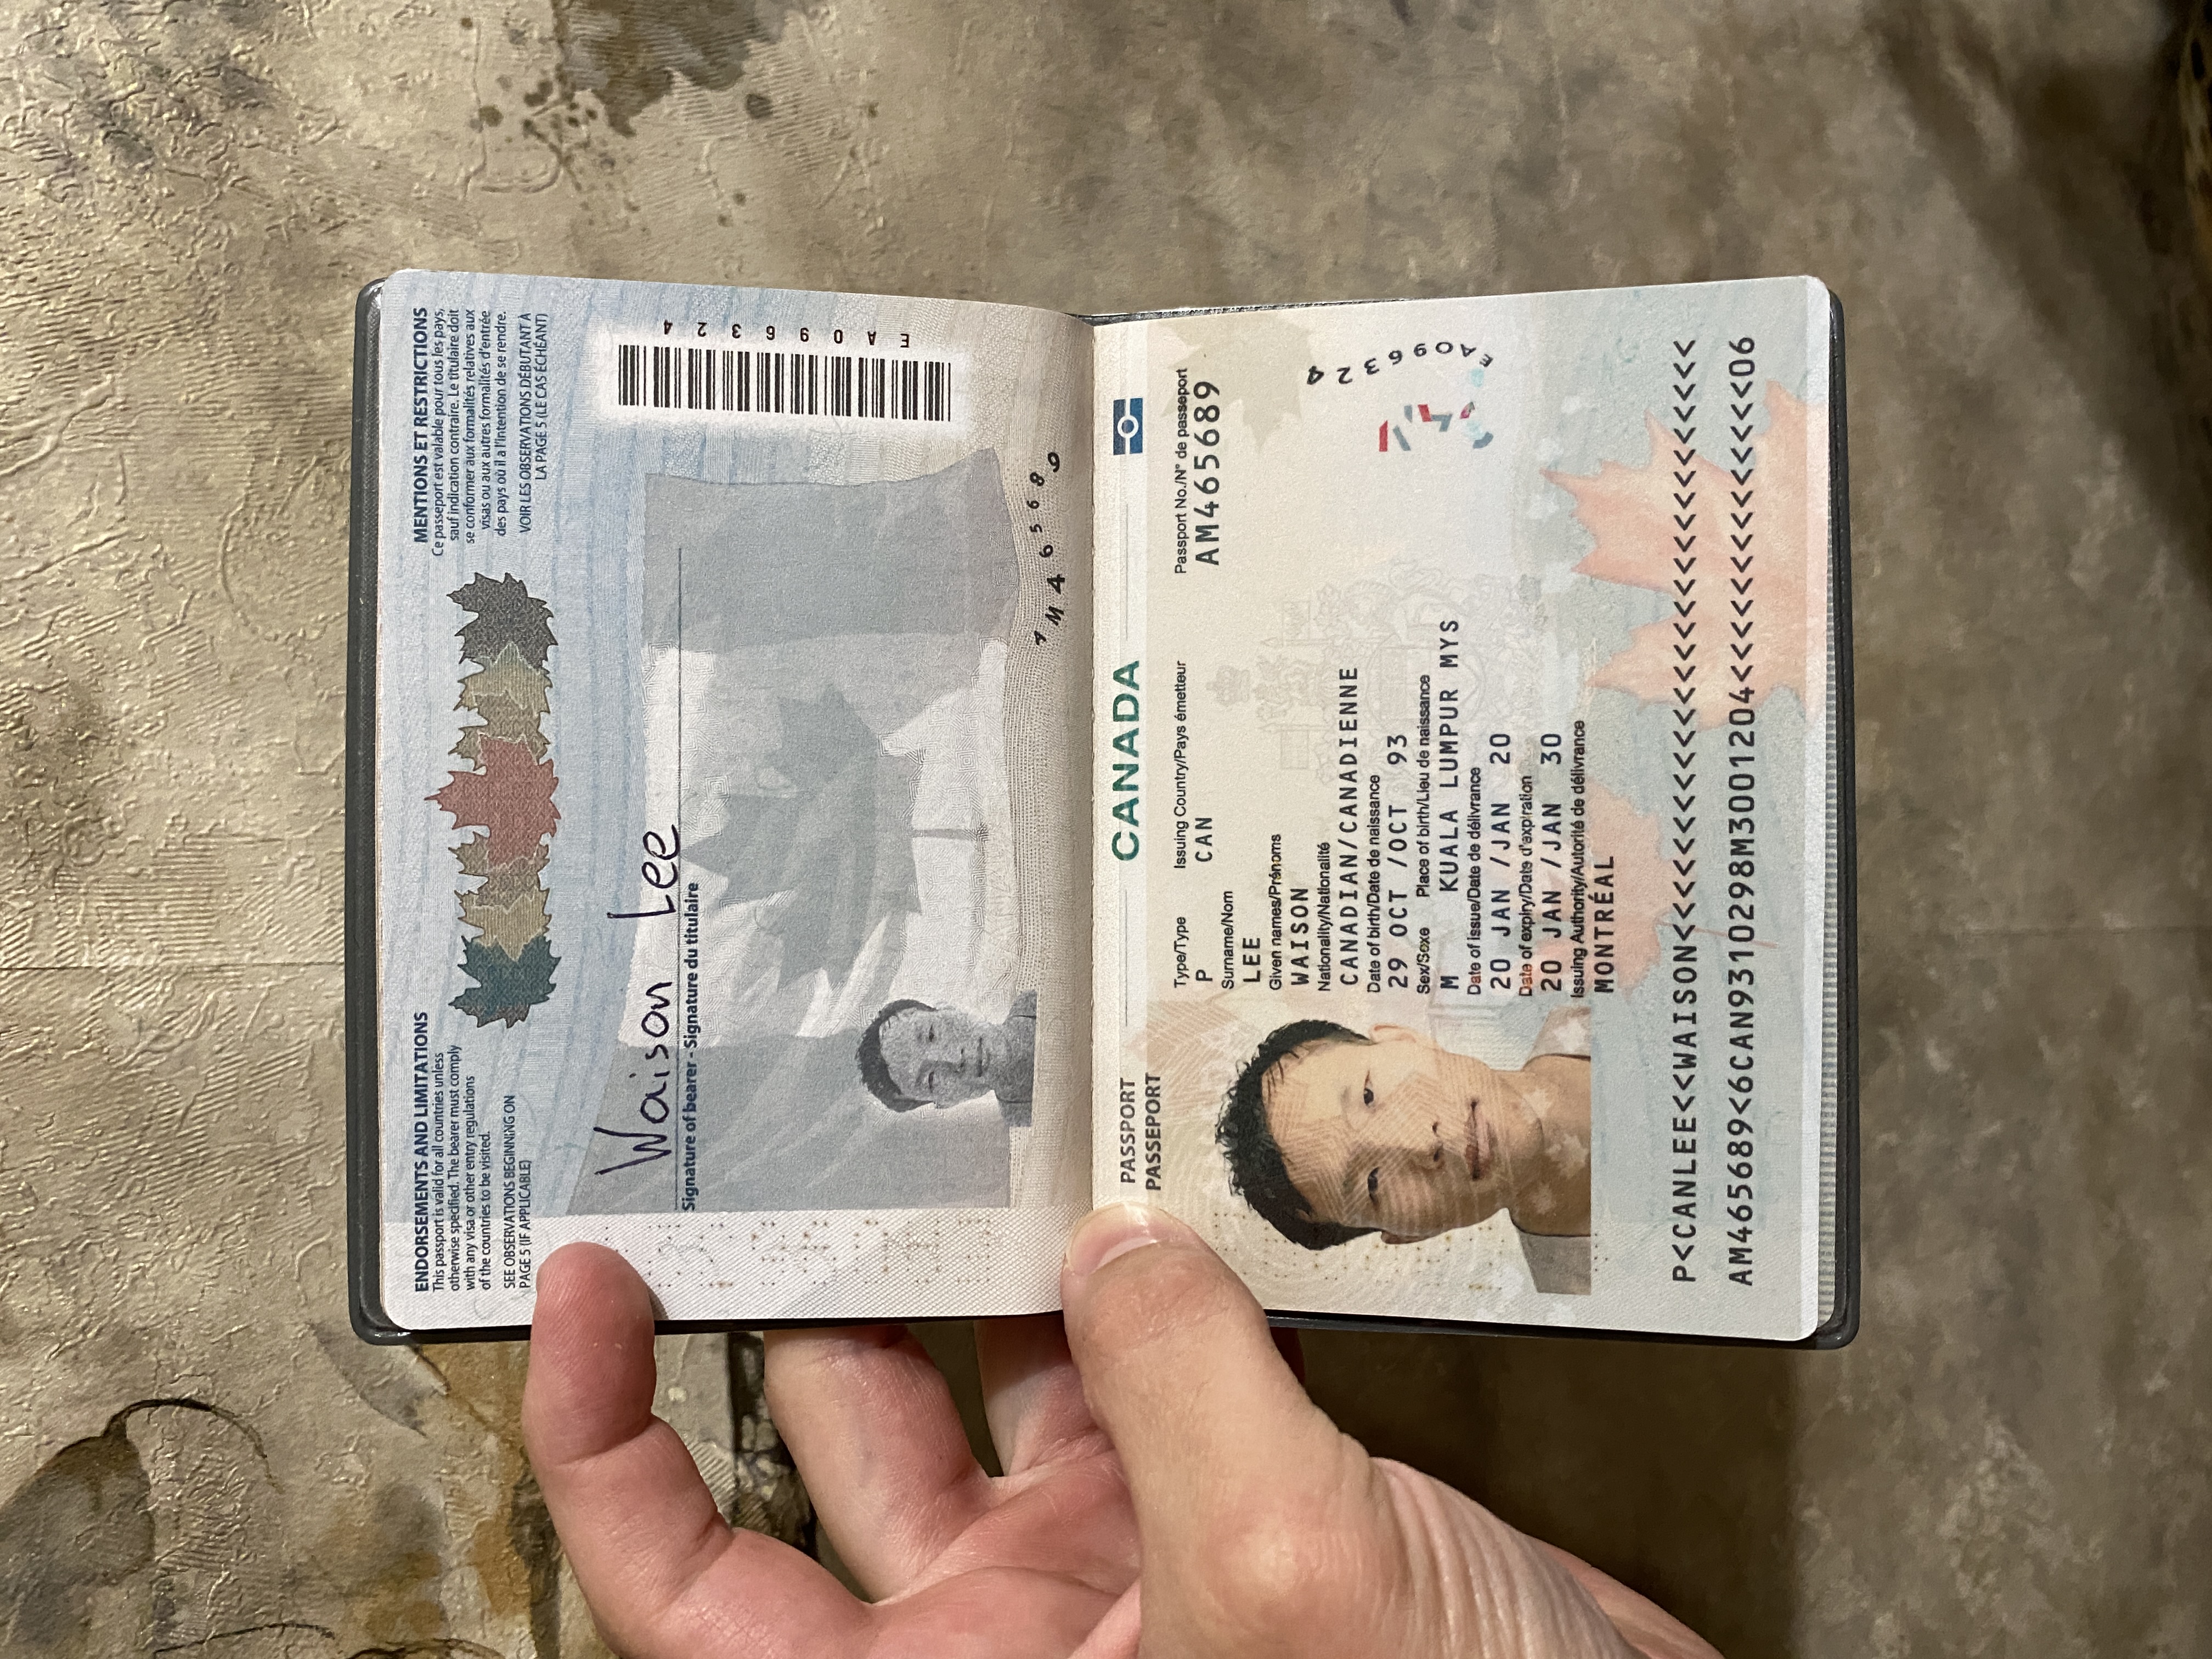 ENDORSEMENTS AND LIMITATIONS
This passport is valid for all countries unless
otherwise specified. The bearer must comply
with any visa or other entry regulations
of the countries to be visited.
SEE OBSERVATIONS BEGINNING ON
PAGE 5 (IF APPLICABLE)
MENTIONS ET RESTRICTIONS
Ce passeport est valable pour tous les pays,
sauf indication contraire. Le titulaire doit
se conformer aux formalités relatives aux
visas ou aux autres formalités d'entrée
des pays où il a l'intention de se rendre.
VOIR LES OBSERVATIONS DÉBUTANT À
LA PAGE 5 (LE CAS ÉCHÉANT)
Waison Lee
Signature of bearer - Signature du titulaire
EA096324
AM465689
PASSPORT
PASSEPORT
CANADA
Type/Type Issuing Country/Pays émetteur Passport No./N° de passeport
P CAN AM465689
Surname/Nom
LEE
Given names/Prénoms
WAISON
Nationality/Nationalité
CANADIAN/CANADIENNE
Date of birth/Date de naissance
29 OCT /OCT 93
Sex/Sexe Place of birth/Lieu de naissance
M KUALA LUMPUR MYS
Date of issue/Date de délivrance
20 JAN /JAN 20
Date of expiry/Date d'expiration
20 JAN /JAN 30
Issuing Authority/Autorité de délivrance
MONTRÉAL
EA096324
P<CANLEE<<WAISON<<<<<<<<<<<<<<<<<<<<<<<<<<<<
AM465689<6CAN9310298M3001204<<<<<<<<<<<<<<06